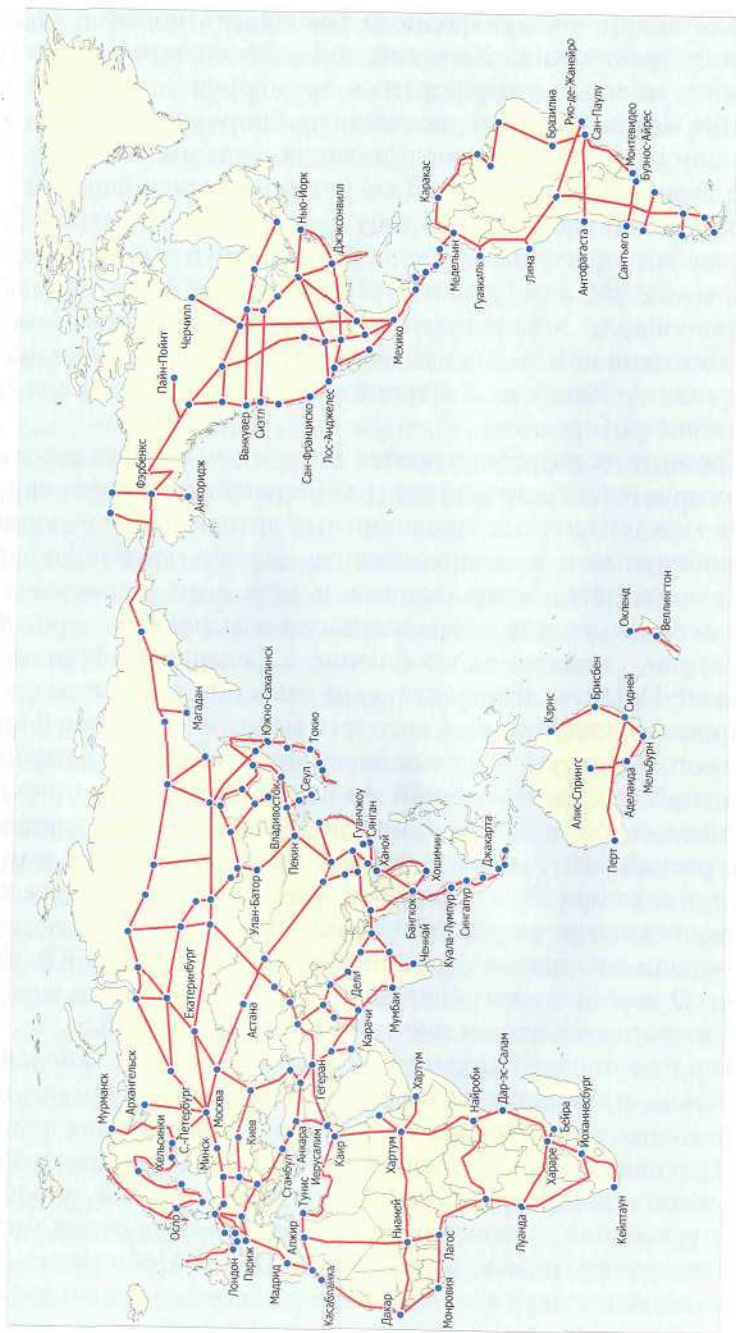 Мурманск
Архангельск
Хельсинки
С.-Петербург
Осло
Минск
Москва
Екатеринбург
Киев
Лондон
Париж
Мадрид
Касабланка
Алжир
Тунис
Стамбул
Анкара
Иерусалим
Каир
Тегеран
Астана
Улан-Батор
Карачи
Дели
Мумбаи
Ченнай
Бангкок
Куала-Лумпур
Сингапур
Хошимин
Джакарта
Ханой
Сянган
Гуанчжоу
Пекин
Сеул
Владивосток
Токио
Южно-Сахалинск
Магадан
Дакар
Монровия
Лагос
Ниамей
Хартум
Хартум
Найроби
Дар-эс-Салам
Луанда
Хараре
Бейра
Йоханнесбург
Кейптаун
Перт
Алис-Спрингс
Кэрнс
Брисбен
Сидней
Аделаида
Мельбурн
Окленд
Веллингтон
Фэрбенкс
Анкоридж
Пайн-Пойнт
Черчилл
Ванкувер
Сиэтл
Сан-Франциско
Лос-Анджелес
Нью-Йорк
Джэксонвилл
Мехико
Каракас
Медельин
Гуаякиль
Лима
Бразилиа
Рио-де-Жанейро
Сан-Паулу
Антофагаста
Сантьяго
Монтевидео
Буэнос-Айрес